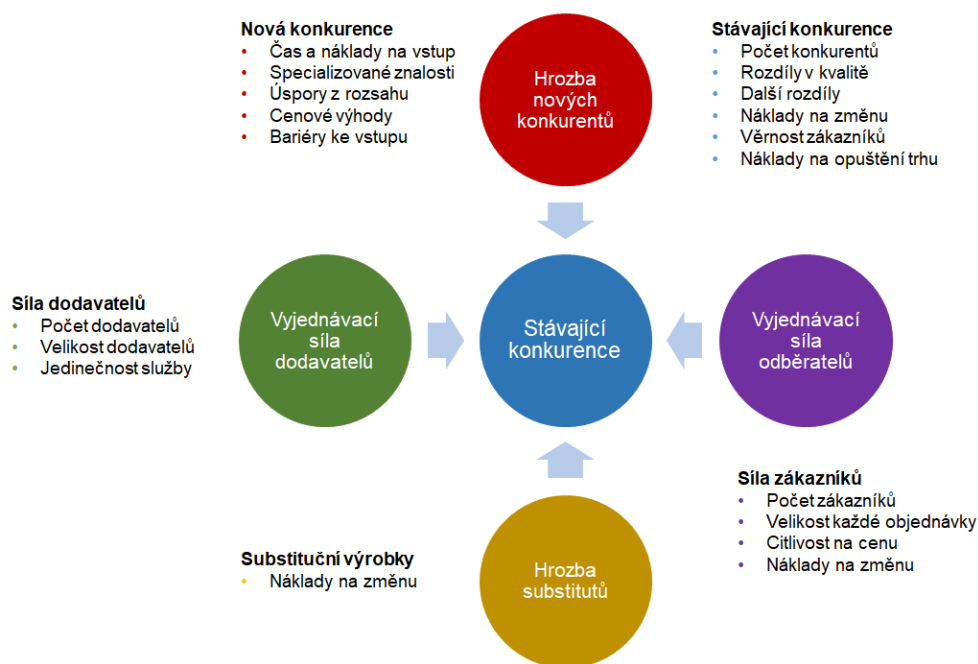 Nová konkurence
• Čas a náklady na vstup
• Specializované znalosti
• Úspory z rozsahu
• Cenové výhody
• Bariéry ke vstupu
Hrozba
nových
konkurentů
Stávající konkurence
• Počet konkurentů
• Rozdíly v kvalitě
• Další rozdíly
• Náklady na změnu
• Věrnost zákazníků
• Náklady na opuštění trhu
Síla dodavatelů
• Počet dodavatelů
• Velikost dodavatelů
• Jedinečnost služby
Vyjednávací
síla
dodavatelů
Stávající
konkurence
Vyjednávací
síla
odběratelů
Síla zákazníků
• Počet zákazníků
• Velikost každé objednávky
• Citlivost na cenu
• Náklady na změnu
Substituční výrobky
• Náklady na změnu
Hrozba
substitutů